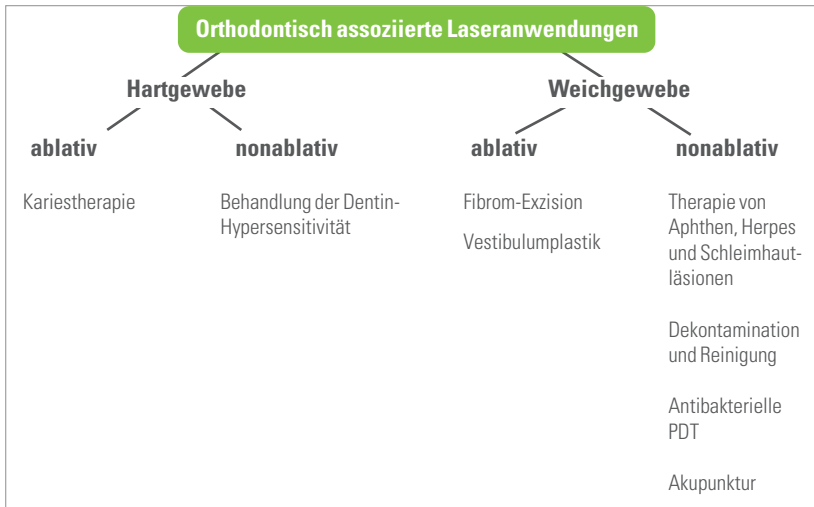 Orthodontisch assoziierte Laseranwendungen
Hartgewebe
Weichgewebe
ablativ
nonablativ
ablativ
nonablativ
Kariestherapie
Behandlung der Dentin-
Hypersensitivität
Fibrom-Exzision
Vestibulumplastik
Therapie von
Aphthen, Herpes
und Schleimhaut-
läsionen
Dekontamination
und Reinigung
Antibakterielle
PDT
Akupunktur